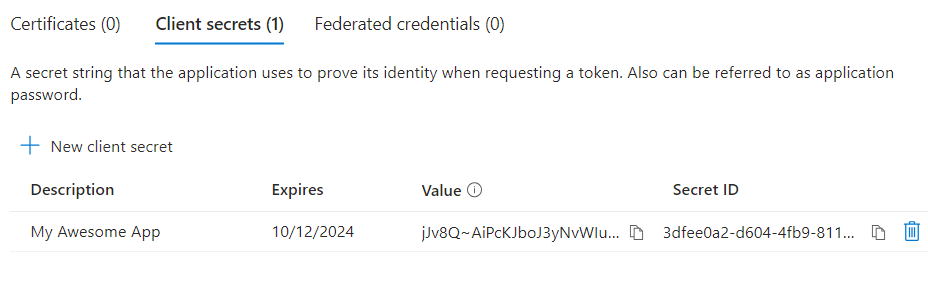 Certificates (0) Client secrets (1) Federated credentials (0)
A secret string that the application uses to prove its identity when requesting a token. Also can be referred to as application
password.
New client secret
Description Expires Value Secret ID
My Awesome App 10/12/2024 jJv8Q~AiPcKJboJ3yNvWIu... 3dfee0a2-d604-4fb9-811...